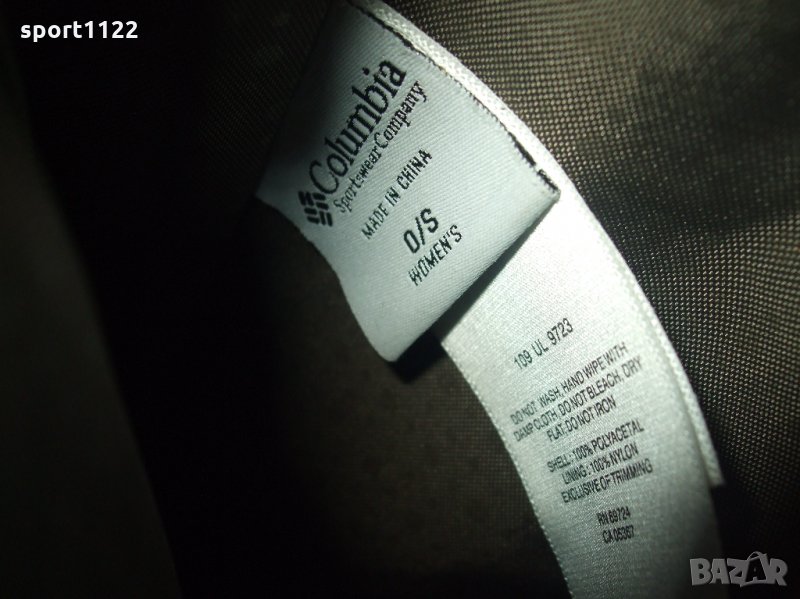 sport1122
Columbia
Sportswear Company
MADE IN CHINA
O/S
WOMEN'S
109 UL 9723
DO NOT WASH HAND WIPE WITH
DAMP CLOTH. DO NOT BLEACH. DRY
FLAT. DO NOT IRON
SHELL: 100% POLYACETAL
LINING: 100% NYLON
EXCLUSIVE OF TRIMMING
RN 69724
CA 05367
BAZAR